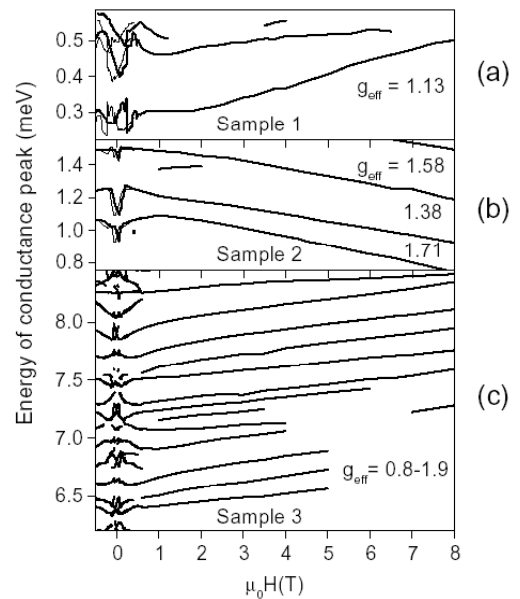 Energy of conductance peak (meV)
0.5
0.4
0.3
g_eff = 1.13
Sample 1
(a)
1.4
1.2
1.0
0.8
g_eff = 1.58
1.38
1.71
Sample 2
(b)
8.0
7.5
7.0
6.5
g_eff = 0.8-1.9
Sample 3
(c)
0 1 2 3 4 5 6 7 8
μ₀H(T)